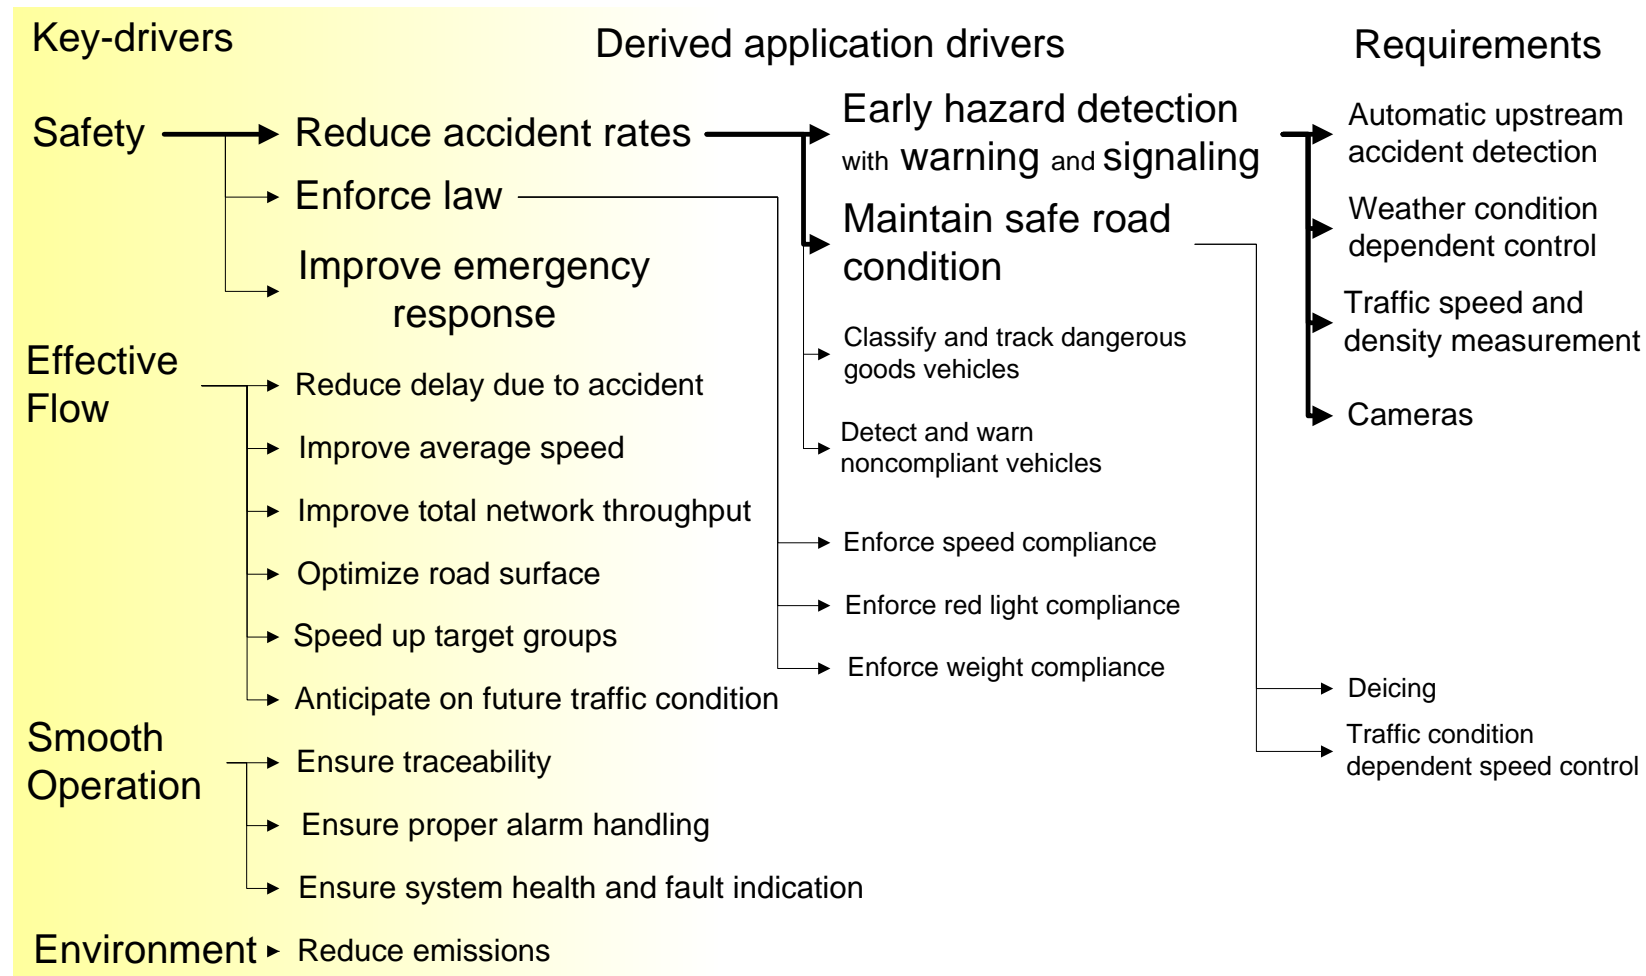 Key-drivers
Derived application drivers
Requirements
Safety
Reduce accident rates
Enforce law
Improve emergency
response
Early hazard detection
with warning and signaling
Maintain safe road
condition
Classify and track dangerous
goods vehicles
Detect and warn
noncompliant vehicles
Enforce speed compliance
Enforce red light compliance
Enforce weight compliance
Automatic upstream
accident detection
Weather condition
dependent control
Traffic speed and
density measurement
Cameras
Deicing
Traffic condition
dependent speed control
Effective
Flow
Reduce delay due to accident
Improve average speed
Improve total network throughput
Optimize road surface
Speed up target groups
Anticipate on future traffic condition
Smooth
Operation
Ensure traceability
Ensure proper alarm handling
Ensure system health and fault indication
Environment
Reduce emissions